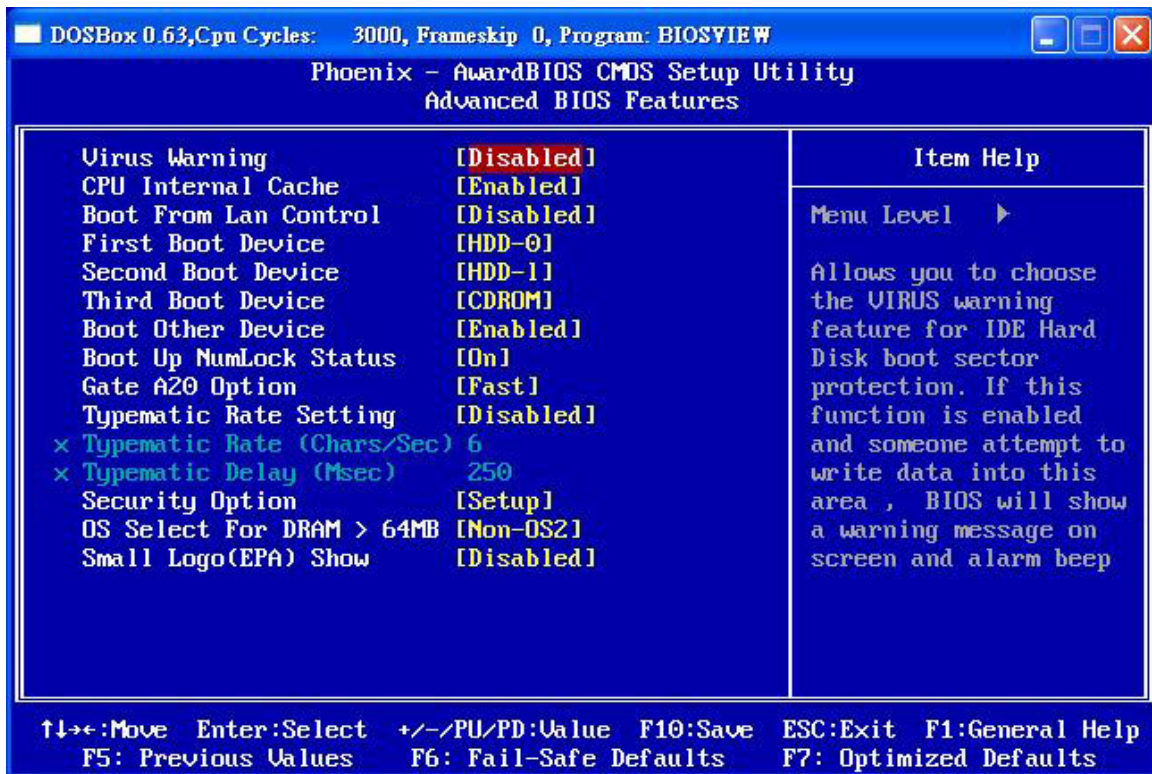 DOSBox 0.63,Cpu Cycles: 3000, Frameskip 0, Program: BIOSVIEW
Phoenix - AwardBIOS CMOS Setup Utility
Advanced BIOS Features
Virus Warning [Disabled]
CPU Internal Cache [Enabled]
Boot From Lan Control [Disabled]
First Boot Device [HDD-0]
Second Boot Device [HDD-1]
Third Boot Device [CDROM]
Boot Other Device [Enabled]
Boot Up NumLock Status [On]
Gate A20 Option [Fast]
Typematic Rate Setting [Disabled]
x Typematic Rate (Chars/Sec) 6
x Typematic Delay (Msec) 250
Security Option [Setup]
OS Select For DRAM > 64MB [Non-OS2]
Small Logo(EPA) Show [Disabled]
Item Help
Menu Level ▶
Allows you to choose
the VIRUS warning
feature for IDE Hard
Disk boot sector
protection. If this
function is enabled
and someone attempt to
write data into this
area , BIOS will show
a warning message on
screen and alarm beep
↑↓→←:Move Enter:Select +/-/PU/PD:Value F10:Save ESC:Exit F1:General Help
F5: Previous Values F6: Fail-Safe Defaults F7: Optimized Defaults